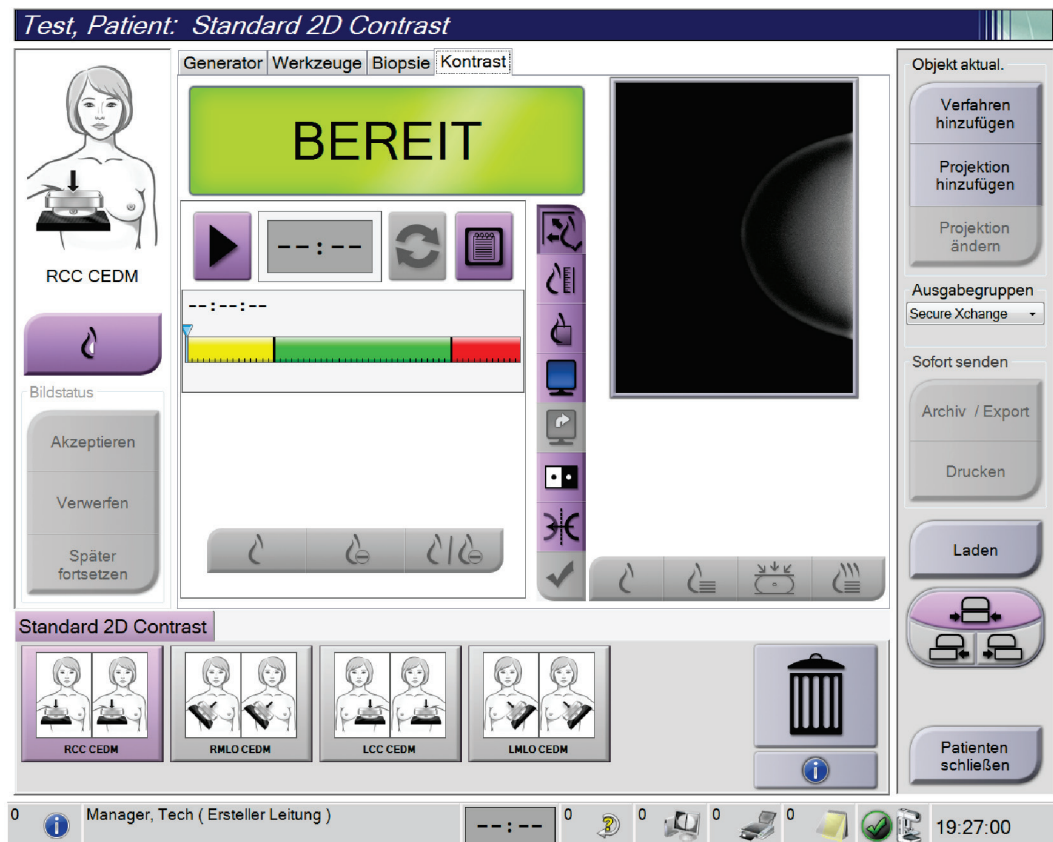 Test, Patient: Standard 2D Contrast
Generator Werkzeuge Biopsie Kontrast
BEREIT
--:--
--:--:--
RCC CEDM
Bildstatus
Akzeptieren
Verwerfen
Später
fortsetzen
Objekt aktual.
Verfahren
hinzufügen
Projektion
hinzufügen
Projektion
ändern
Ausgabegruppen
Secure Xchange
Sofort senden
Archiv / Export
Drucken
Laden
Patienten
schließen
Standard 2D Contrast
RCC CEDM
RMLO CEDM
LCC CEDM
LMLO CEDM
0 Manager, Tech ( Ersteller Leitung ) --:-- 0 0 0 0 19:27:00